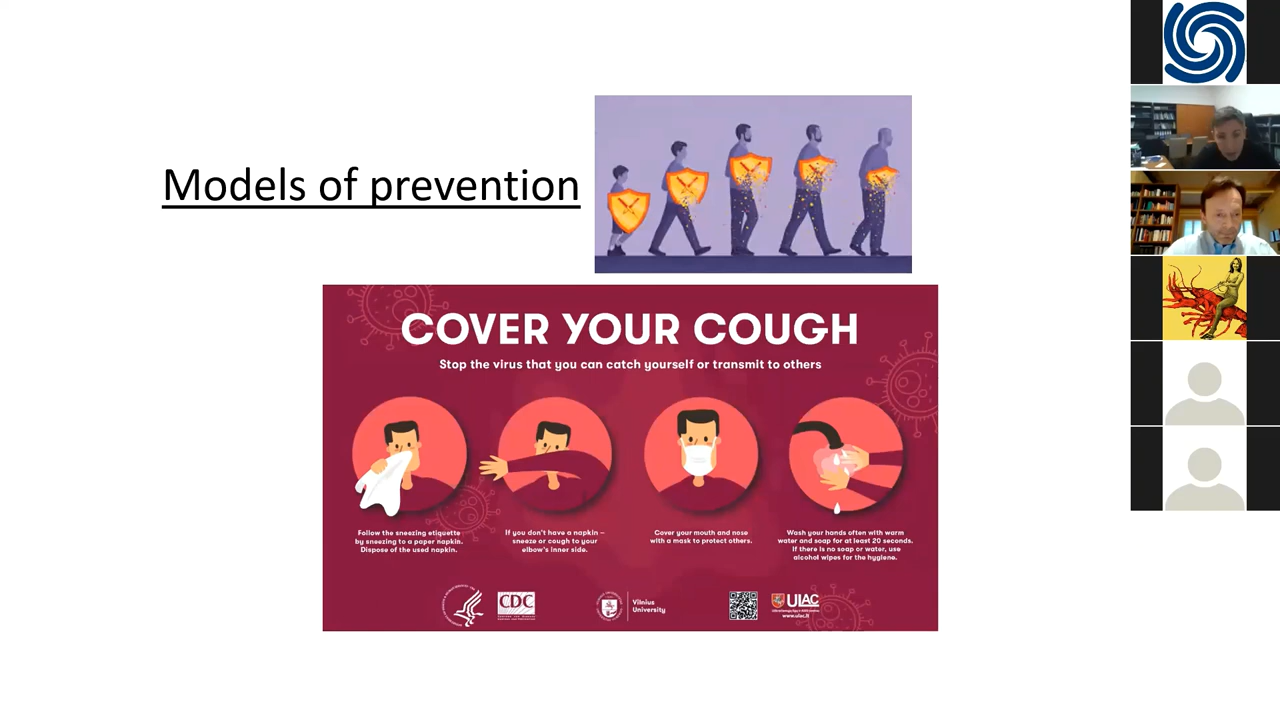 Models of prevention
COVER YOUR COUGH
Stop the virus that you can catch yourself or transmit to others
Follow the sneezing etiquette
by sneezing to a paper napkin.
Dispose of the used napkin.
If you don't have a napkin –
sneeze or cough to your
elbow's inner side.
Cover your mouth and nose
with a mask to protect others.
Wash your hands often with warm
water and soap for at least 20 seconds.
If there is no soap or water, use
alcohol wipes for the hygiene.
CDC
Vilnius
University
ULAC
www.ulac.lt